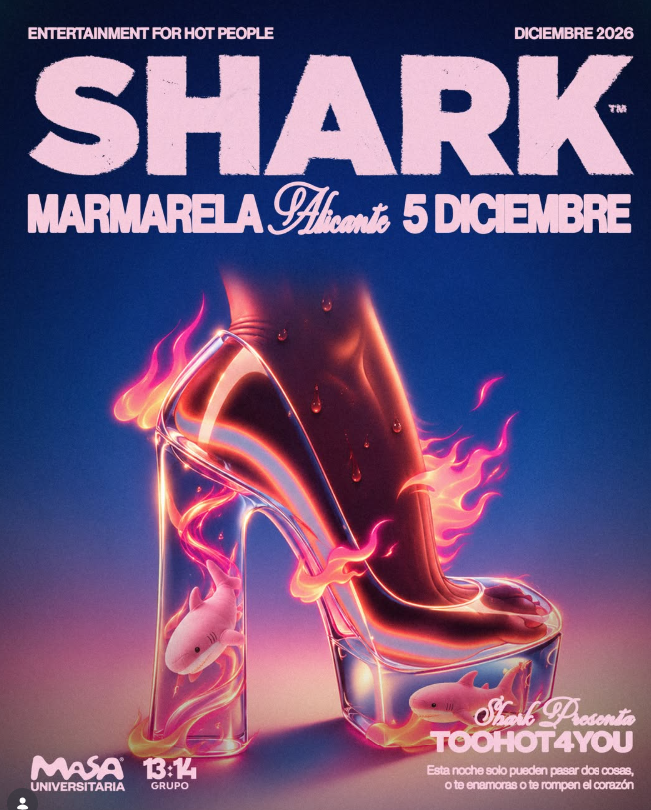 ENTERTAINMENT FOR HOT PEOPLE
DICIEMBRE 2026
SHARK™
MARMARELA Alicante 5 DICIEMBRE
Shark Presenta
TOOHOT4YOU
Esta noche solo pueden pasar dos cosas,
o te enamoras o te rompen el corazón
MASA
UNIVERSITARIA
13:14
GRUPO